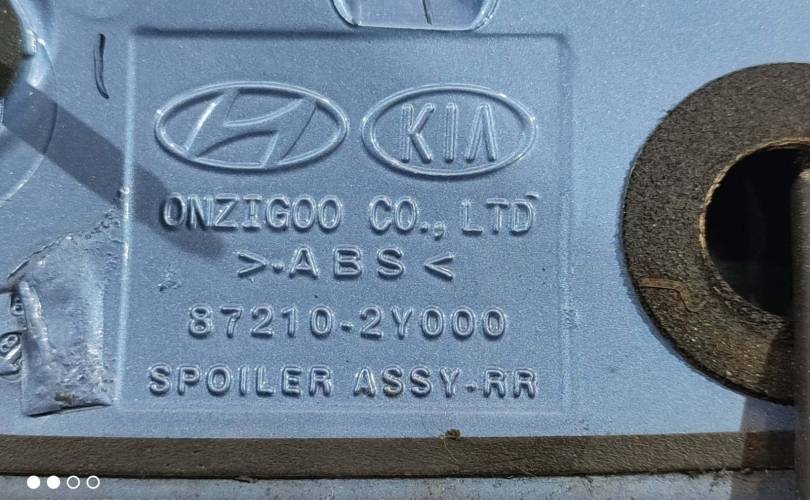 KIA
ONZIGOO CO., LTD
>-ABS<
87210-2Y000
SPOILER ASSY-RR